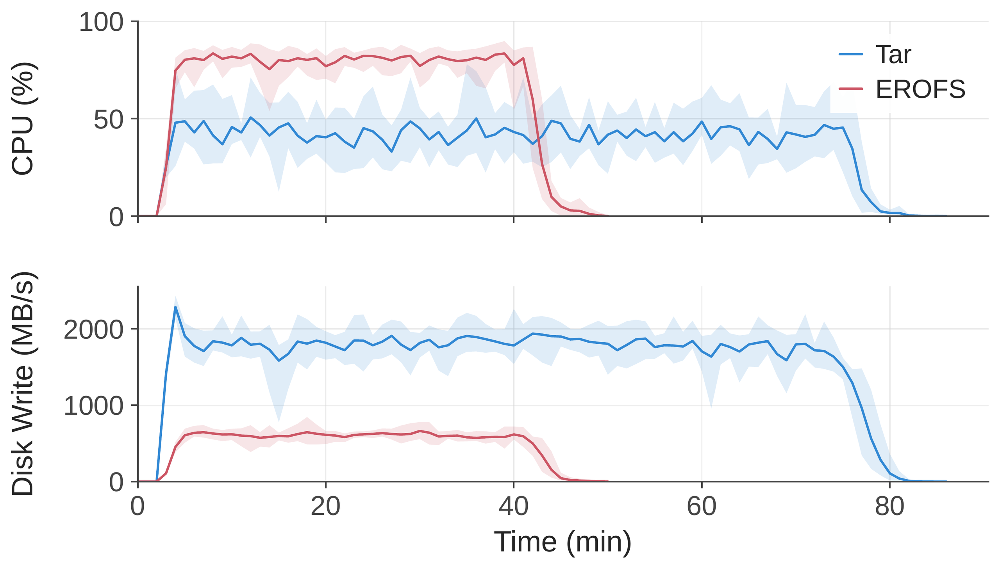 CPU (%)
100
50
0
Tar
EROFS
Disk Write (MB/s)
2000
1000
0
0 20 40 60 80
Time (min)